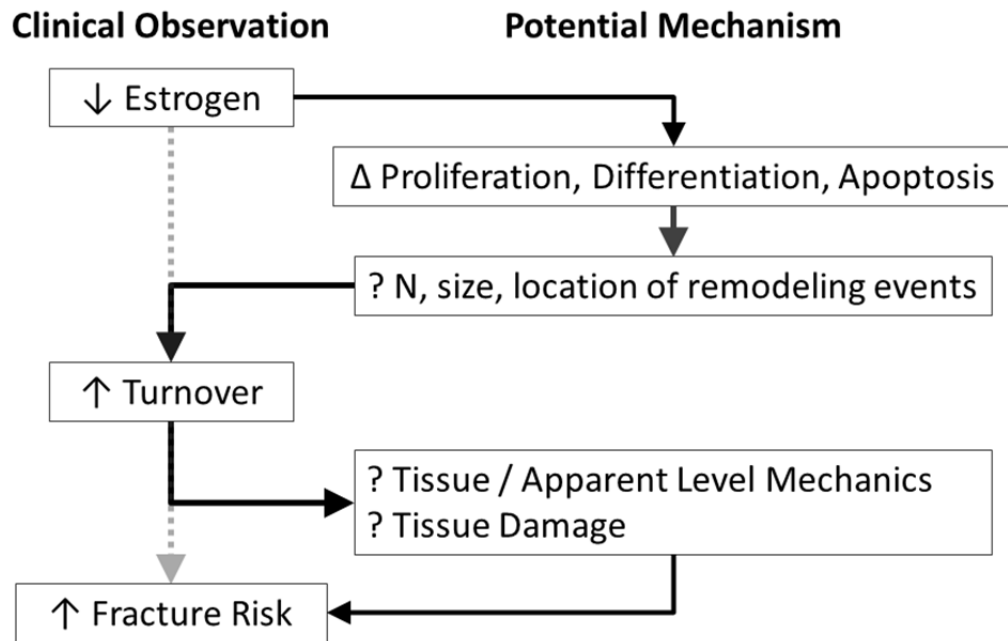 Clinical Observation
Potential Mechanism
↓ Estrogen
Δ Proliferation, Differentiation, Apoptosis
? N, size, location of remodeling events
↑ Turnover
? Tissue / Apparent Level Mechanics
? Tissue Damage
↑ Fracture Risk